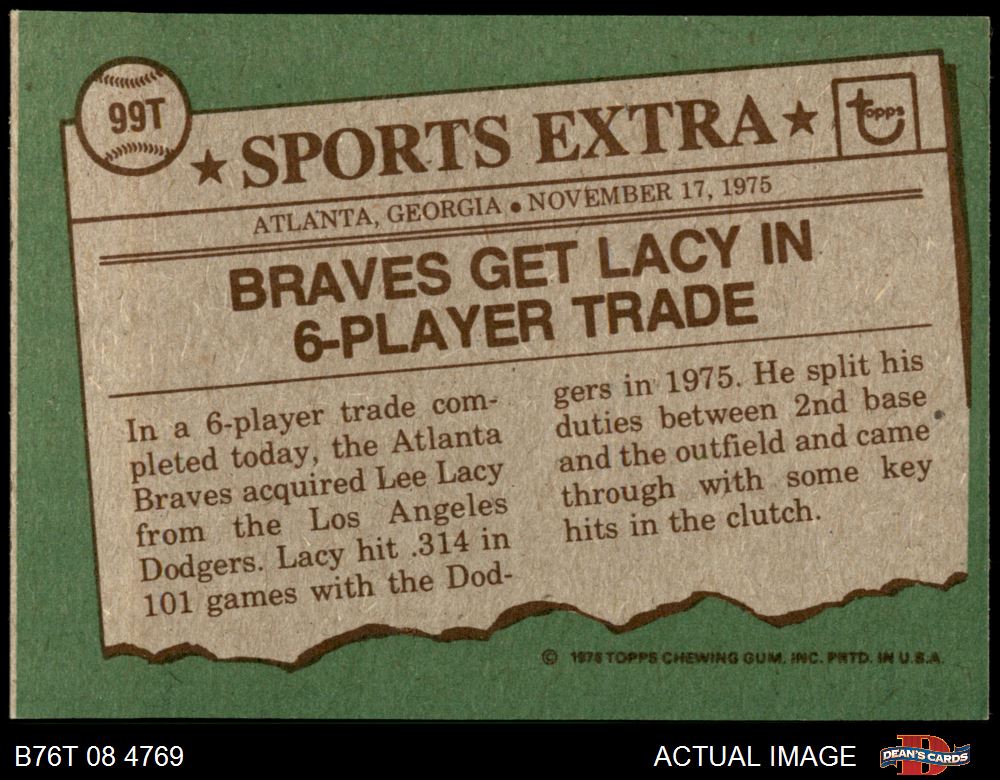 99T
SPORTS EXTRA
topps
ATLANTA, GEORGIA • NOVEMBER 17, 1975
BRAVES GET LACY IN
6-PLAYER TRADE
In a 6-player trade com-
pleted today, the Atlanta
Braves acquired Lee Lacy
from the Los Angeles
Dodgers. Lacy hit .314 in
101 games with the Dod-
gers in 1975. He split his
duties between 2nd base
and the outfield and came
through with some key
hits in the clutch.
© 1976 TOPPS CHEWING GUM, INC. PRTD. IN U.S.A.
B76T 08 4769
ACTUAL IMAGE
D
DEAN'S CARDS